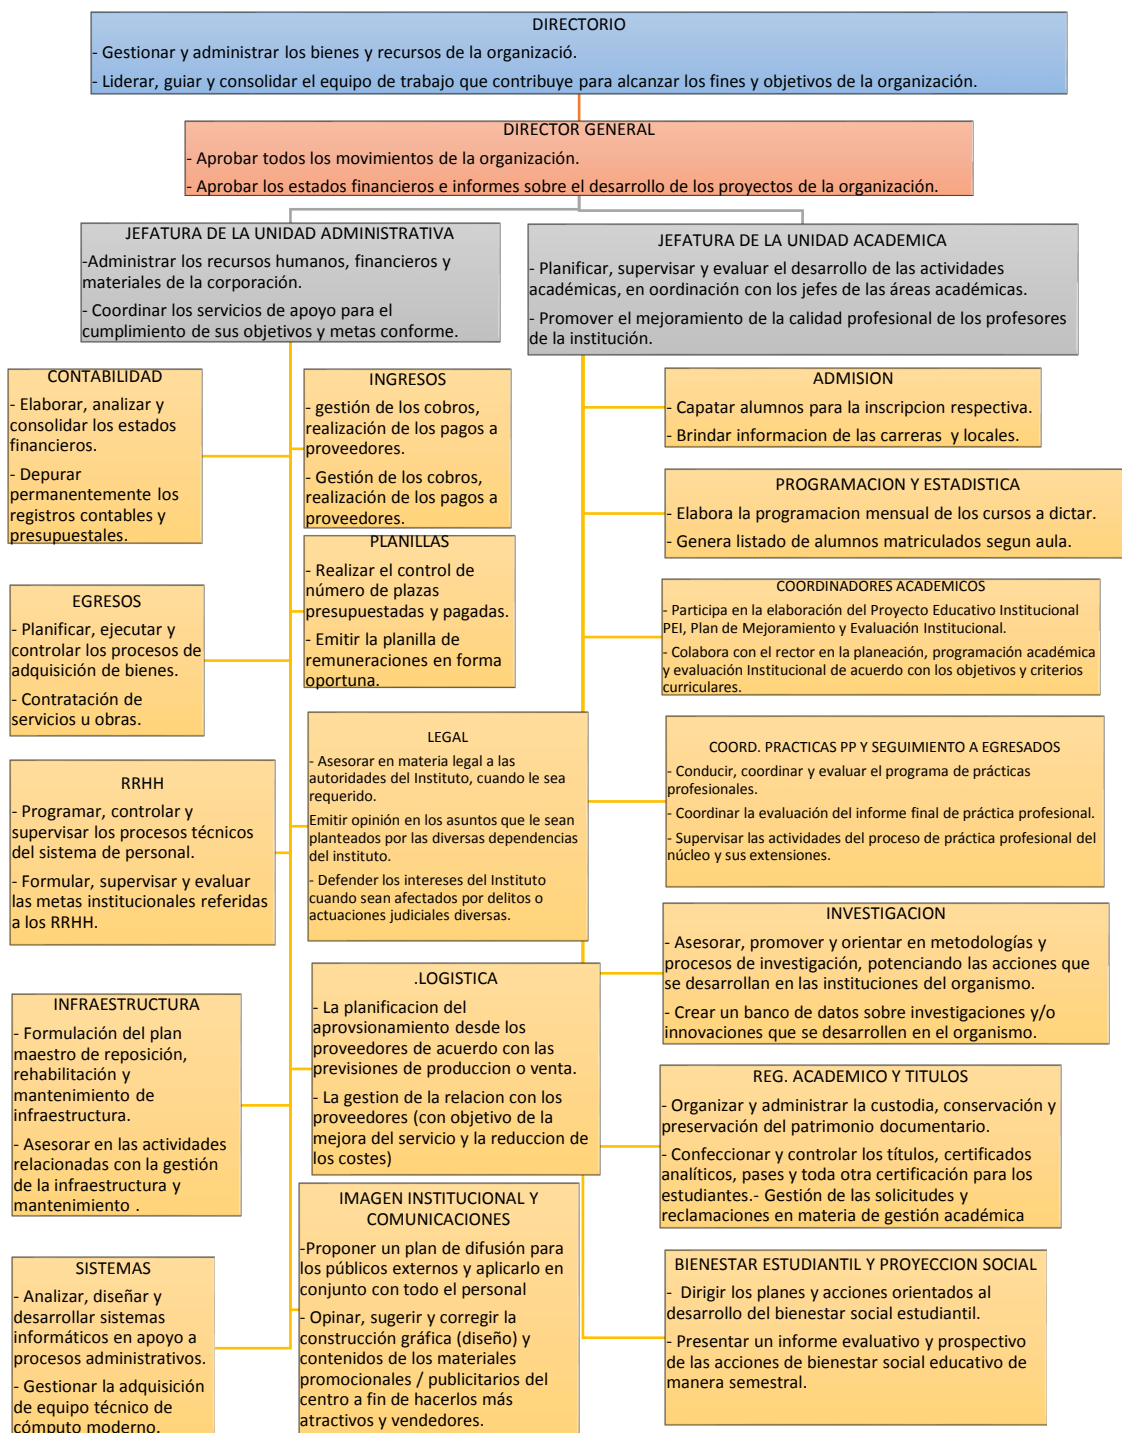 DIRECTORIO
- Gestionar y administrar los bienes y recursos de la organizació.
- Liderar, guiar y consolidar el equipo de trabajo que contribuye para alcanzar los fines y objetivos de la organización.
DIRECTOR GENERAL
- Aprobar todos los movimientos de la organización.
- Aprobar los estados financieros e informes sobre el desarrollo de los proyectos de la organización.
JEFATURA DE LA UNIDAD ADMINISTRATIVA
-Administrar los recursos humanos, financieros y
materiales de la corporación.
- Coordinar los servicios de apoyo para el
cumplimiento de sus objetivos y metas conforme.
JEFATURA DE LA UNIDAD ACADEMICA
- Planificar, supervisar y evaluar el desarrollo de las actividades
académicas, en oordinación con los jefes de las áreas académicas.
- Promover el mejoramiento de la calidad profesional de los profesores
de la institución.
CONTABILIDAD
- Elaborar, analizar y
consolidar los estados
financieros.
- Depurar
permanentemente los
registros contables y
presupuestales.
INGRESOS
- gestión de los cobros,
realización de los pagos a
proveedores.
- Gestión de los cobros,
realización de los pagos a
proveedores.
EGRESOS
- Planificar, ejecutar y
controlar los procesos de
adquisición de bienes.
- Contratación de
servicios u obras.
PLANILLAS
- Realizar el control de
número de plazas
presupuestadas y pagadas.
- Emitir la planilla de
remuneraciones en forma
oportuna.
RRHH
- Programar, controlar y
supervisar los procesos técnicos
del sistema de personal.
- Formular, supervisar y evaluar
las metas institucionales referidas
a los RRHH.
LEGAL
- Asesorar en materia legal a las
autoridades del Instituto, cuando le sea
requerido.
Emitir opinión en los asuntos que le sean
planteados por las diversas dependencias
del instituto.
- Defender los intereses del Instituto
cuando sean afectados por delitos o
actuaciones judiciales diversas.
INFRAESTRUCTURA
- Formulación del plan
maestro de reposición,
rehabilitación y
mantenimiento de
infraestructura.
- Asesorar en las actividades
relacionadas con la gestión
de la infraestructura y
mantenimiento .
.LOGISTICA
- La planificacion del
aprovsionamiento desde los
proveedores de acuerdo con las
previsiones de produccion o venta.
- La gestion de la relacion con los
proveedores (con objetivo de la
mejora del servicio y la reduccion de
los costes)
SISTEMAS
- Analizar, diseñar y
desarrollar sistemas
informáticos en apoyo a
procesos administrativos.
- Gestionar la adquisición
de equipo técnico de
cómputo moderno.
IMAGEN INSTITUCIONAL Y
COMUNICACIONES
-Proponer un plan de difusión para
los públicos externos y aplicarlo en
conjunto con todo el personal
- Opinar, sugerir y corregir la
construcción gráfica (diseño) y
contenidos de los materiales
promocionales / publicitarios del
centro a fin de hacerlos más
atractivos y vendedores.
ADMISION
- Capatar alumnos para la inscripcion respectiva.
- Brindar informacion de las carreras  y locales.
PROGRAMACION Y ESTADISTICA
- Elabora la programacion mensual de los cursos a dictar.
- Genera listado de alumnos matriculados segun aula.
COORDINADORES ACADEMICOS
- Participa en la elaboración del Proyecto Educativo Institucional
PEI, Plan de Mejoramiento y Evaluación Institucional.
- Colabora con el rector en la planeación, programación académica
y evaluación Institucional de acuerdo con los objetivos y criterios
curriculares.
COORD. PRACTICAS PP Y SEGUIMIENTO A EGRESADOS
- Conducir, coordinar y evaluar el programa de prácticas
profesionales.
- Coordinar la evaluación del informe final de práctica profesional.
- Supervisar las actividades del proceso de práctica profesional del
núcleo y sus extensiones.
INVESTIGACION
- Asesorar, promover y orientar en metodologías y
procesos de investigación, potenciando las acciones que
se desarrollan en las instituciones del organismo.
- Crear un banco de datos sobre investigaciones y/o
innovaciones que se desarrollen en el organismo.
REG. ACADEMICO Y TITULOS
- Organizar y administrar la custodia, conservación y
preservación del patrimonio documentario.
- Confeccionar y controlar los títulos, certificados
analíticos, pases y toda otra certificación para los
estudiantes.- Gestión de las solicitudes y
reclamaciones en materia de gestión académica
BIENESTAR ESTUDIANTIL Y PROYECCION SOCIAL
-  Dirigir los planes y acciones orientados al
desarrollo del bienestar social estudiantil.
- Presentar un informe evaluativo y prospectivo
de las acciones de bienestar social educativo de
manera semestral.